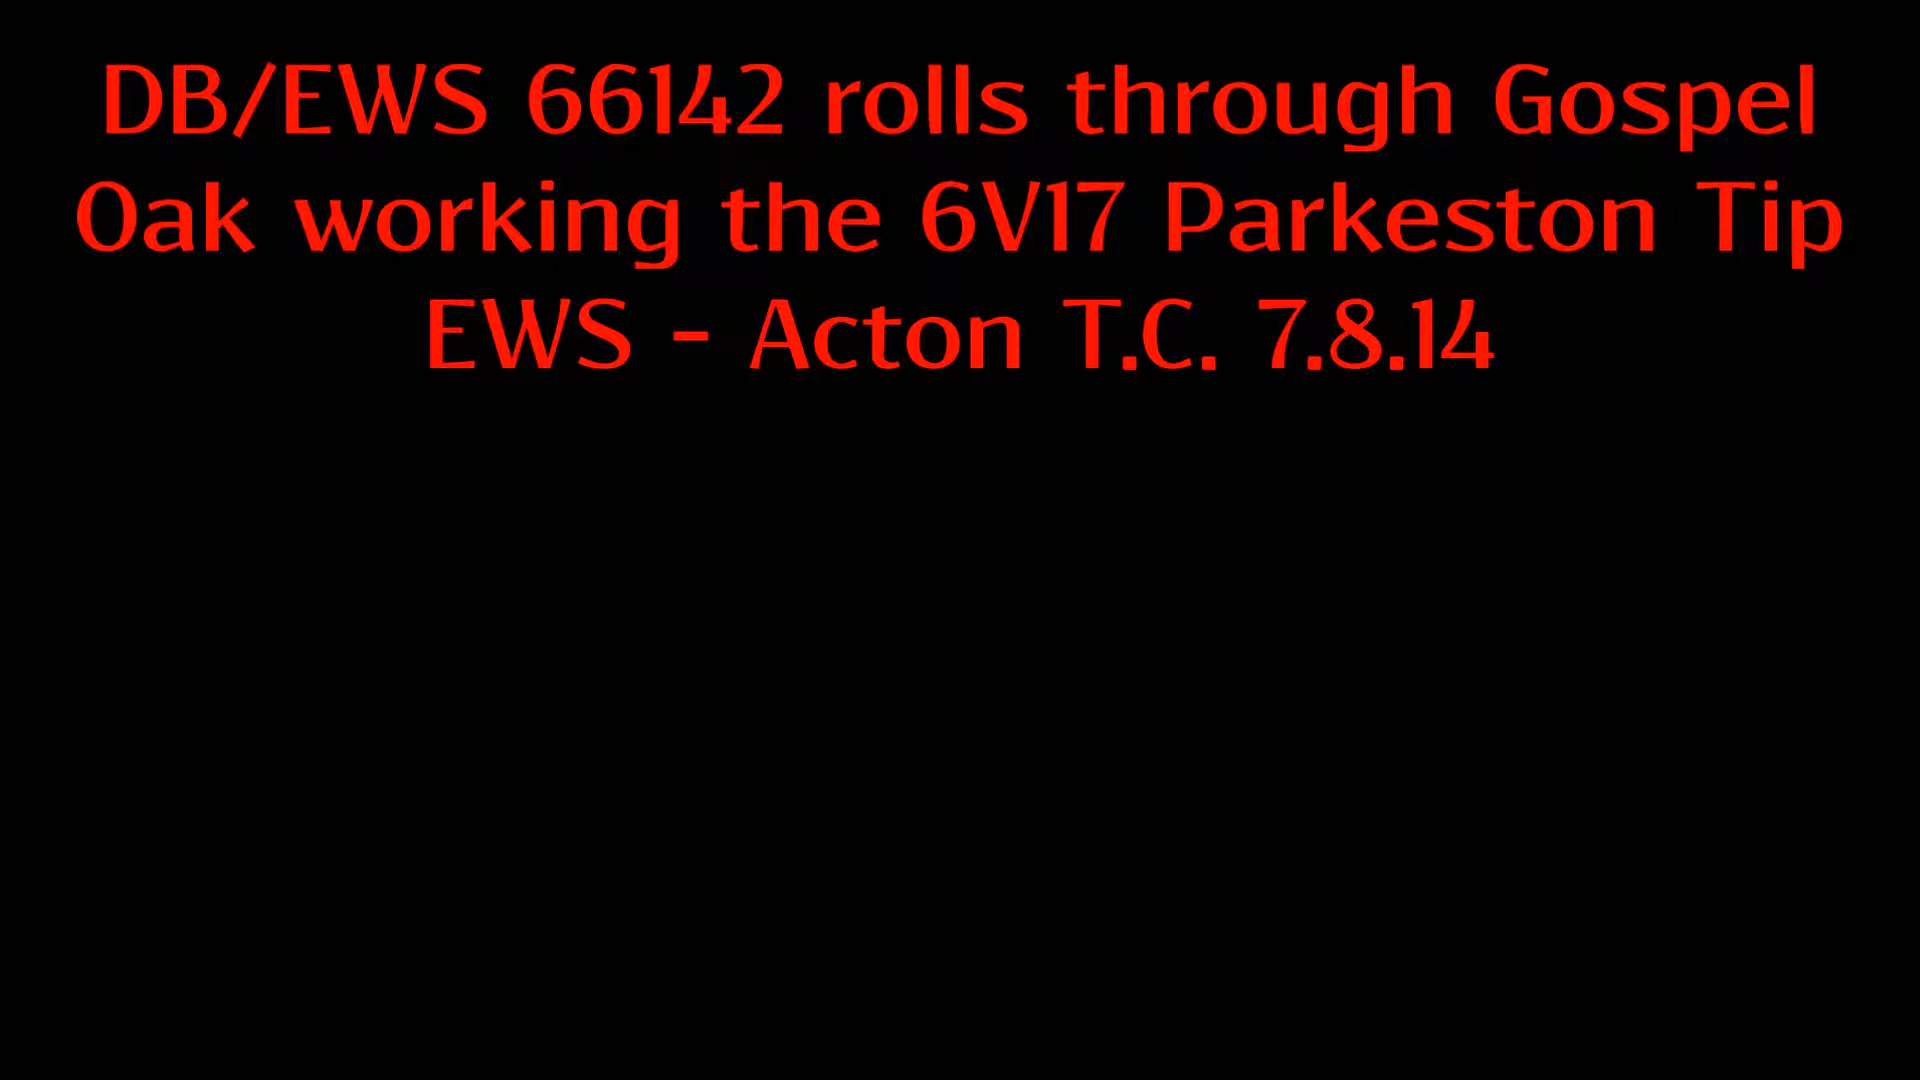 DB/EWS 66142 rolls through Gospel
Oak working the 6V17 Parkeston Tip
EWS - Acton T.C. 7.8.14